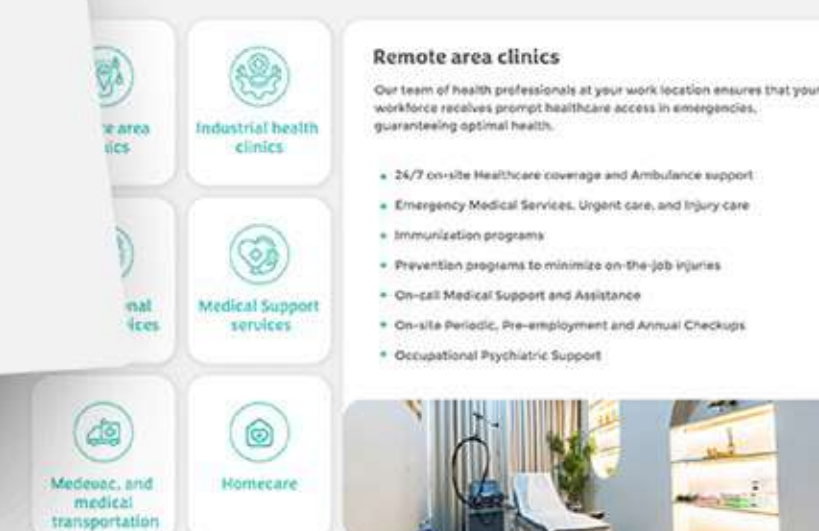 Remote area clinics
Our team of health professionals at your work location ensures that your
workforce receives prompt healthcare access in emergencies,
guaranteeing optimal health.
24/7 on-site Healthcare coverage and Ambulance support
Emergency Medical Services, Urgent care, and Injury care
Immunization programs
Prevention programs to minimize on-the-job injuries
On-call Medical Support and Assistance
On-site Periodic, Pre-employment and Annual Checkups
Occupational Psychiatric Support
area
Industrial health
clinics
Medical Support
services
Medevac, and
medical
transportation
Homecare